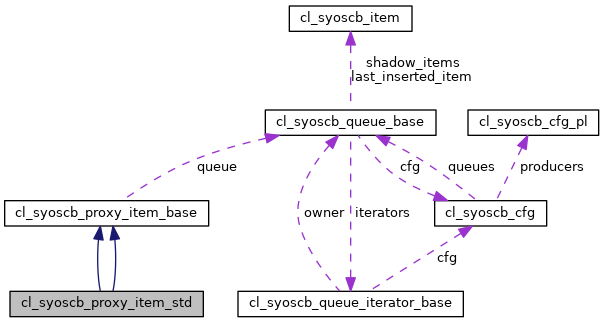 cl_syoscb_item
shadow_items
last_inserted_item
cl_syoscb_queue_base
cl_syoscb_cfg_pl
queue
cfg
queues
producers
cl_syoscb_proxy_item_base
owner
iterators
cl_syoscb_cfg
cfg
cl_syoscb_proxy_item_std
cl_syoscb_queue_iterator_base